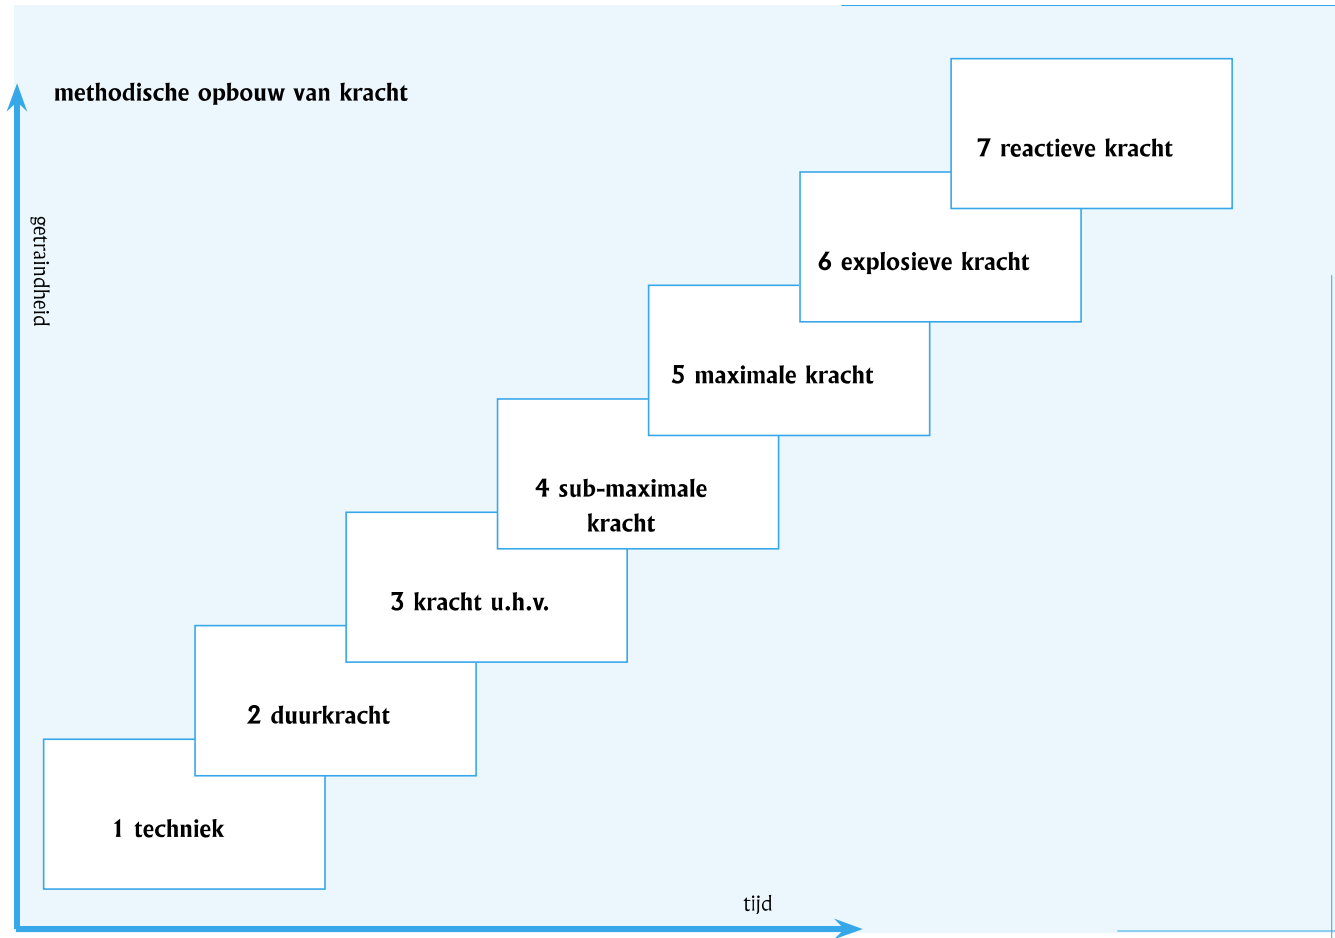 methodische opbouw van kracht
getraindheid
7 reactieve kracht
6 explosieve kracht
5 maximale kracht
4 sub-maximale
kracht
3 kracht u.h.v.
2 duurkracht
1 techniek
tijd